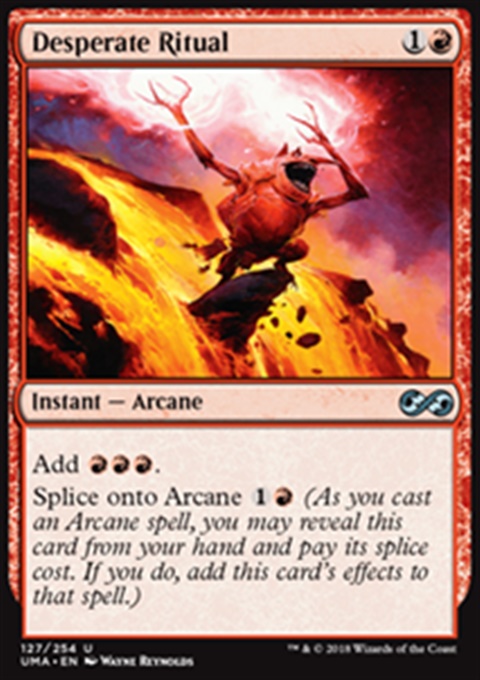 Desperate Ritual 1
Instant — Arcane
Add
Splice onto Arcane 1 (As you cast
an Arcane spell, you may reveal this
card from your hand and pay its splice
cost. If you do, add this card's effects to
that spell.)
127/254 U
UMA • EN Wayne Reynolds
™ & © 2018 Wizards of the Coast